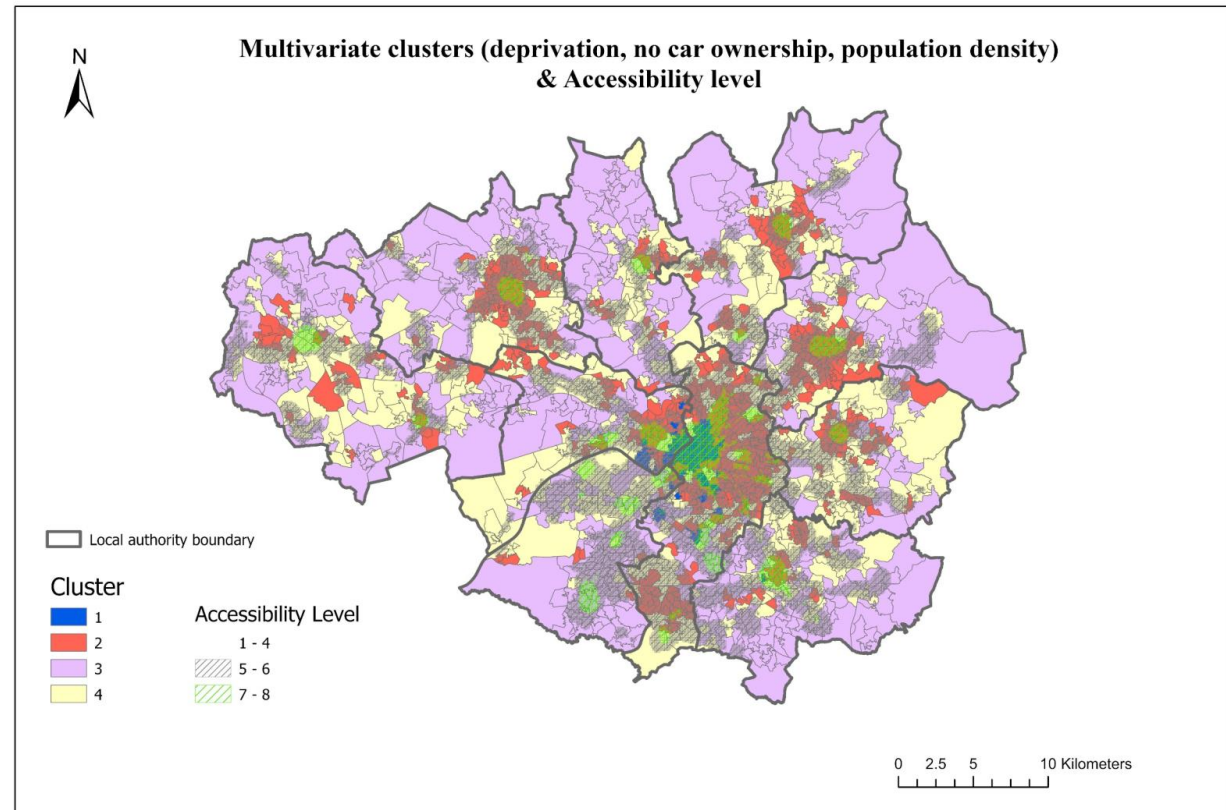 Multivariate clusters (deprivation, no car ownership, population density)
& Accessibility level
N
Local authority boundary
Cluster
1
2
3
4
Accessibility Level
1 - 4
5 - 6
7 - 8
0 2.5 5 10 Kilometers